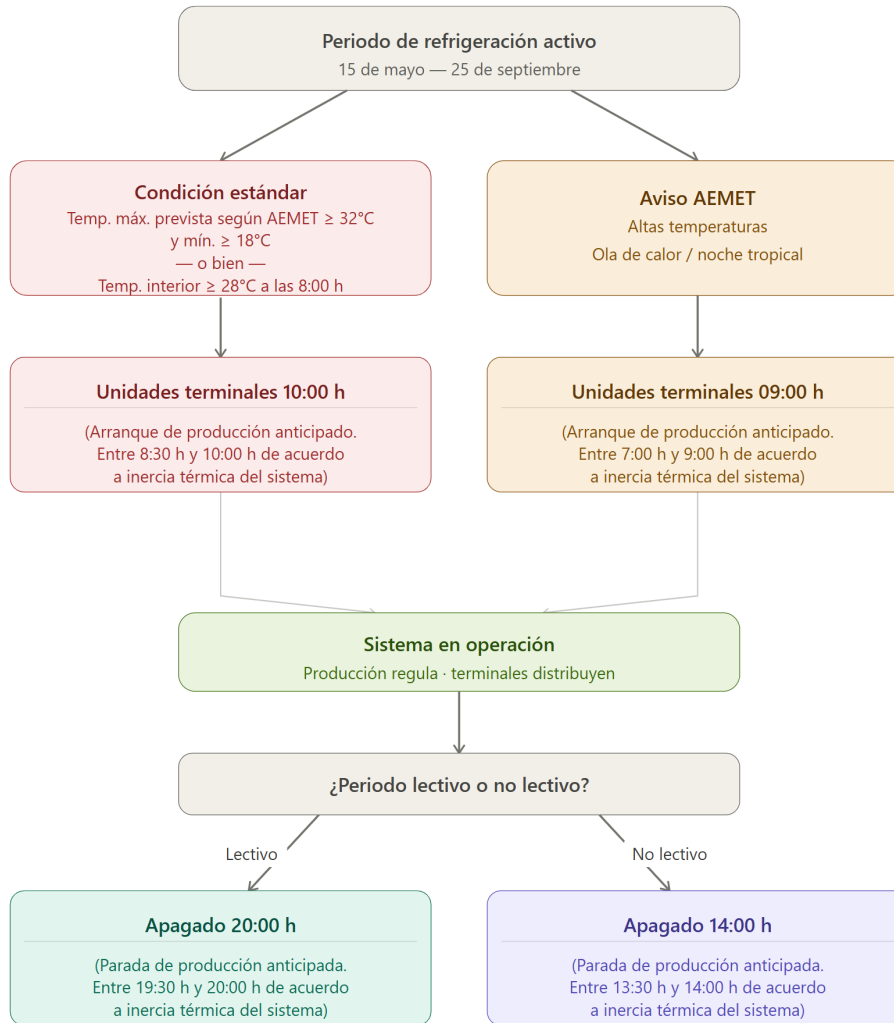 Periodo de refrigeración activo
15 de mayo — 25 de septiembre
Condición estándar
Temp. máx. prevista según AEMET ≥ 32°C
y mín. ≥ 18°C
— o bien —
Temp. interior ≥ 28°C a las 8:00 h
Aviso AEMET
Altas temperaturas
Ola de calor / noche tropical
Unidades terminales 10:00 h
(Arranque de producción anticipado.
Entre 8:30 h y 10:00 h de acuerdo
a inercia térmica del sistema)
Unidades terminales 09:00 h
(Arranque de producción anticipado.
Entre 7:00 h y 9:00 h de acuerdo
a inercia térmica del sistema)
Sistema en operación
Producción regula · terminales distribuyen
¿Periodo lectivo o no lectivo?
Lectivo
No lectivo
Apagado 20:00 h
(Parada de producción anticipada.
Entre 19:30 h y 20:00 h de acuerdo
a inercia térmica del sistema)
Apagado 14:00 h
(Parada de producción anticipada.
Entre 13:30 h y 14:00 h de acuerdo
a inercia térmica del sistema)